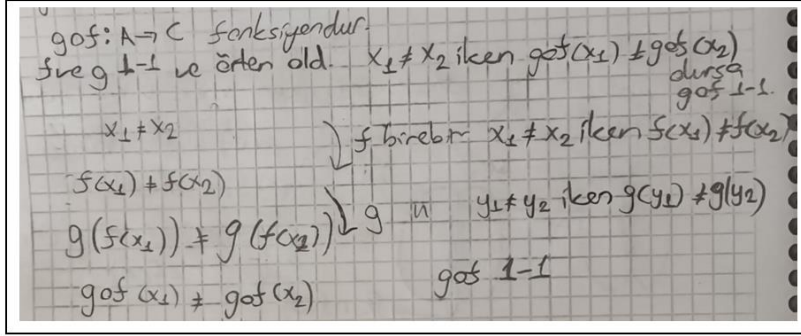 gof: A→C fonksiyondur.
f ve g 1-1 ve örten old. x₁≠x₂ iken gof(x₁)≠gof(x₂)
dursa
gof 1-1.
x₁≠x₂
f birebir x₁≠x₂ iken f(x₁)≠f(x₂)
f(x₁)≠f(x₂)
g " y₁≠y₂ iken g(y₁)≠g(y₂)
g(f(x₁))≠g(f(x₂))
gof(x₁)≠gof(x₂) gof 1-1